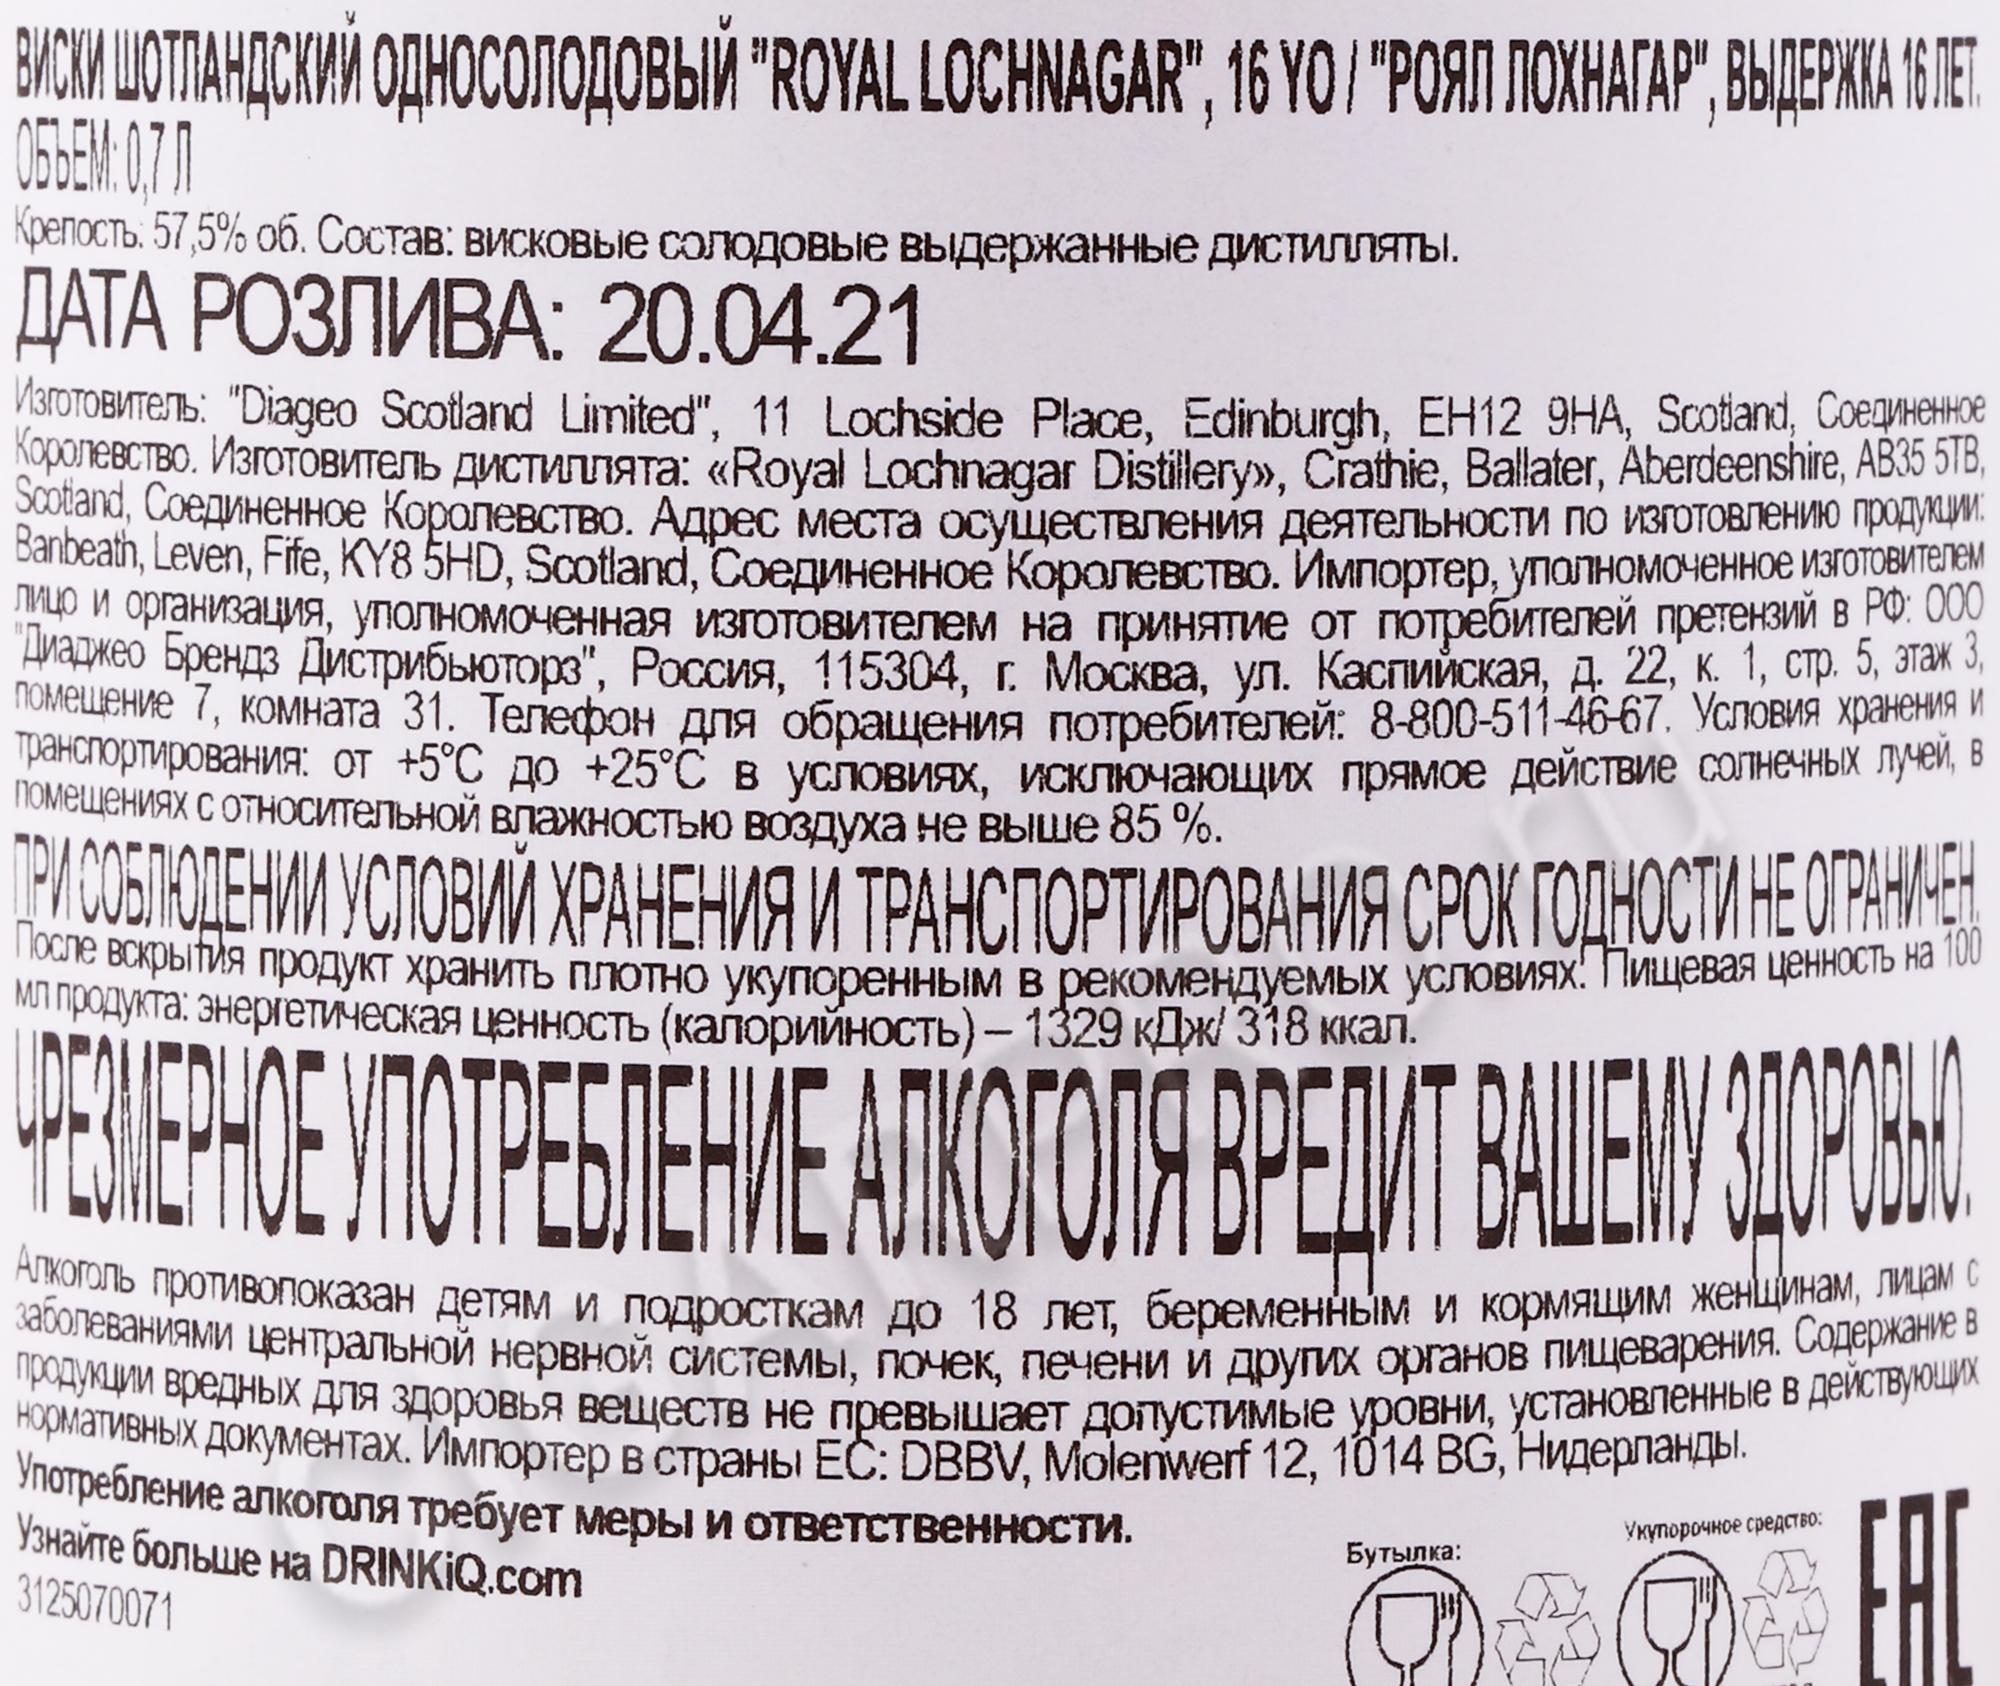 ВИСКИ ШОТЛАНДСКИЙ ОДНОСОЛОДОВЫЙ "ROYAL LOCHNAGAR", 16 YO / "РОЯЛ ЛОХНАГАР", ВЫДЕРЖКА 16 ЛЕТ.
ОБЪЕМ: 0,7 Л
Крепость: 57,5% об. Состав: висковые солодовые выдержанные дистилляты.
ДАТА РОЗЛИВА: 20.04.21
Изготовитель: "Diageo Scotland Limited", 11 Lochside Place, Edinburgh, EH12 9HA, Scotland, Соединенное
Королевство. Изготовитель дистиллята: «Royal Lochnagar Distillery», Crathie, Ballater, Aberdeenshire, AB35 5TB,
Scotland, Соединенное Королевство. Адрес места осуществления деятельности по изготовлению продукции:
Banbeath, Leven, Fife, KY8 5HD, Scotland, Соединенное Королевство. Импортер, уполномоченное изготовителем
лицо и организация, уполномоченная изготовителем на принятие от потребителей претензий в РФ: ООО
"Диаджео Брендз Дистрибьюторз", Россия, 115304, г. Москва, ул. Каспийская, д. 22, к. 1, стр. 5, этаж 3,
помещение 7, комната 31. Телефон для обращения потребителей: 8-800-511-46-67. Условия хранения и
транспортирования: от +5°С до +25°С в условиях, исключающих прямое действие солнечных лучей, в
помещениях с относительной влажностью воздуха не выше 85 %.
ПРИ СОБЛЮДЕНИИ УСЛОВИЙ ХРАНЕНИЯ И ТРАНСПОРТИРОВАНИЯ СРОК ГОДНОСТИ НЕ ОГРАНИЧЕН.
После вскрытия продукт хранить плотно укупоренным в рекомендуемых условиях. Пищевая ценность на 100
мл продукта: энергетическая ценность (калорийность) – 1329 кДж/ 318 ккал.
ЧРЕЗМЕРНОЕ УПОТРЕБЛЕНИЕ АЛКОГОЛЯ ВРЕДИТ ВАШЕМУ ЗДОРОВЬЮ.
Алкоголь противопоказан детям и подросткам до 18 лет, беременным и кормящим женщинам, лицам с
заболеваниями центральной нервной системы, почек, печени и других органов пищеварения. Содержание в
продукции вредных для здоровья веществ не превышает допустимые уровни, установленные в действующих
нормативных документах. Импортер в страны ЕС: DBBV, Molenwerf 12, 1014 BG, Нидерланды.
Употребление алкоголя требует меры и ответственности.
Узнайте больше на DRINKiQ.com
3125070071
Бутылка:
Укупорочное средство:
EAC